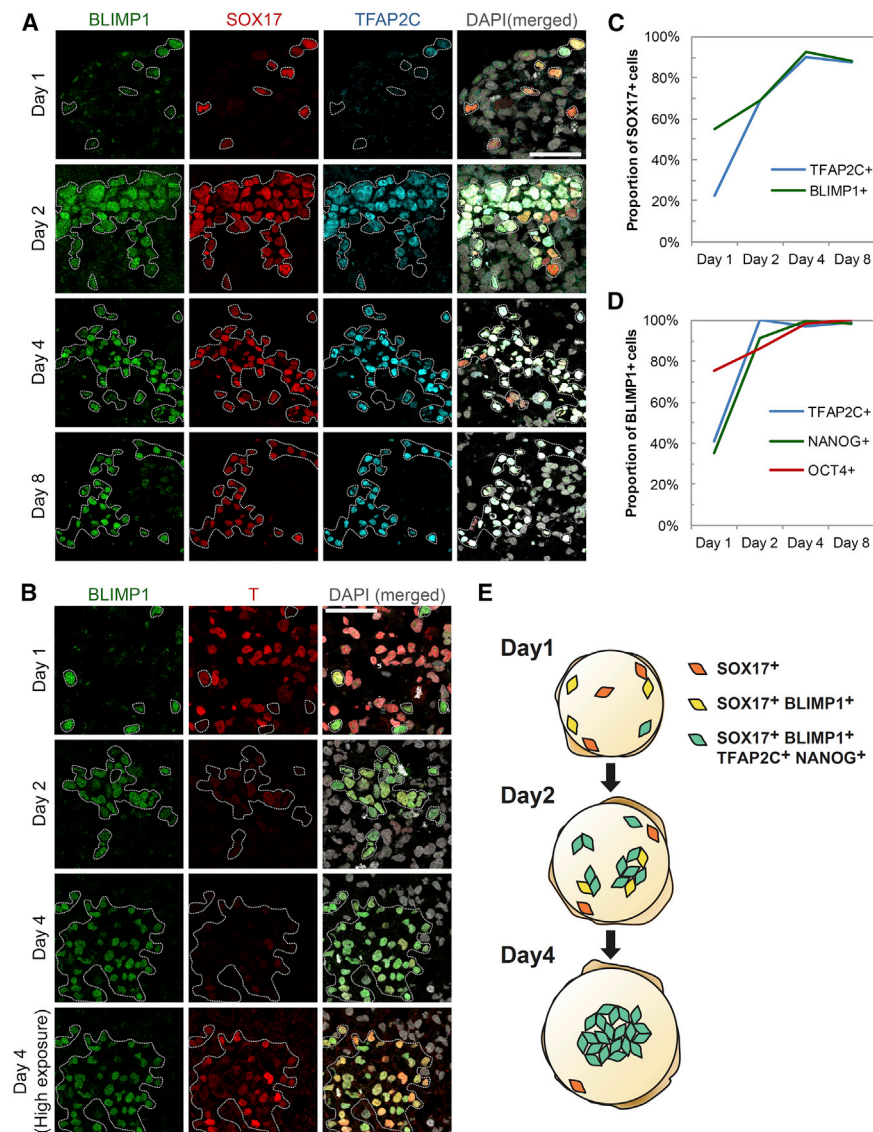 A
BLIMP1
SOX17
TFAP2C
DAPI(merged)
Day 1
Day 2
Day 4
Day 8
B
BLIMP1
T
DAPI (merged)
Day 1
Day 2
Day 4
Day 4
(High exposure)
C
Proportion of SOX17+ cells
100%
80%
60%
40%
20%
0%
TFAP2C+
BLIMP1+
Day 1 Day 2 Day 4 Day 8
D
Proportion of BLIMP1+ cells
100%
80%
60%
40%
20%
0%
TFAP2C+
NANOG+
OCT4+
Day 1 Day 2 Day 4 Day 8
E
Day1
SOX17⁺
SOX17⁺ BLIMP1⁺
SOX17⁺ BLIMP1⁺
TFAP2C⁺ NANOG⁺
Day2
Day4